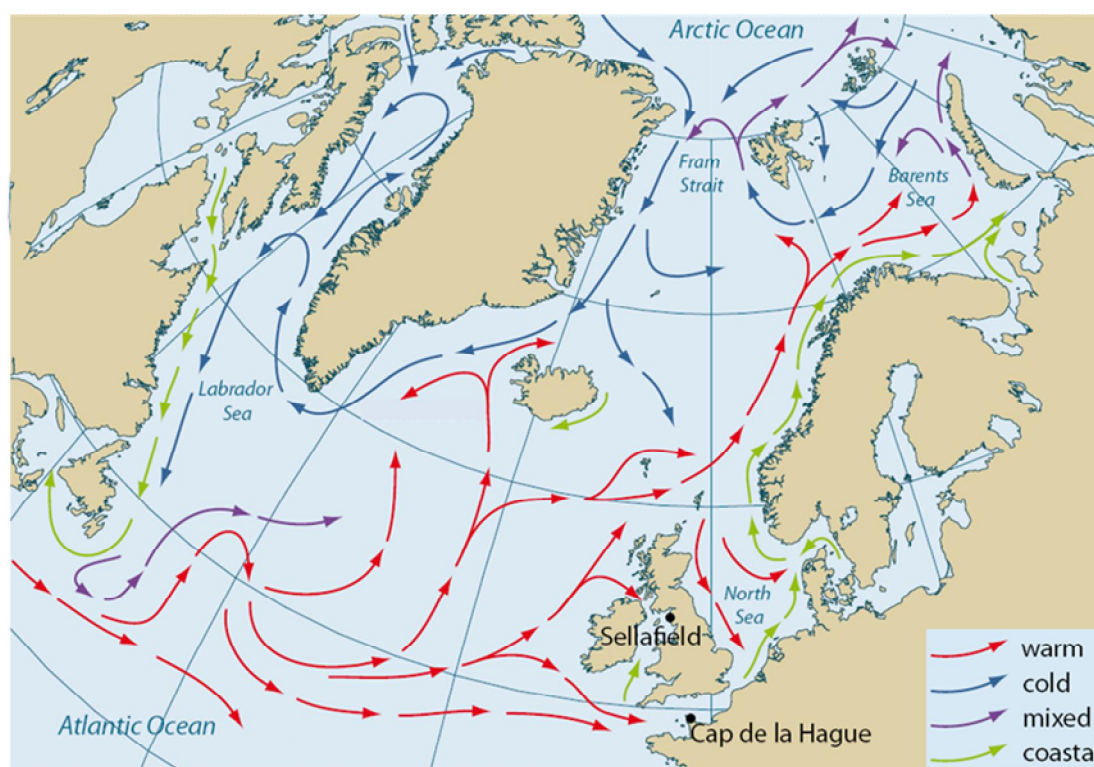 Arctic Ocean
Fram
Strait
Barents
Sea
Labrador
Sea
North
Sea
Sellafield
Atlantic Ocean
Cap de la Hague
warm
cold
mixed
coasta